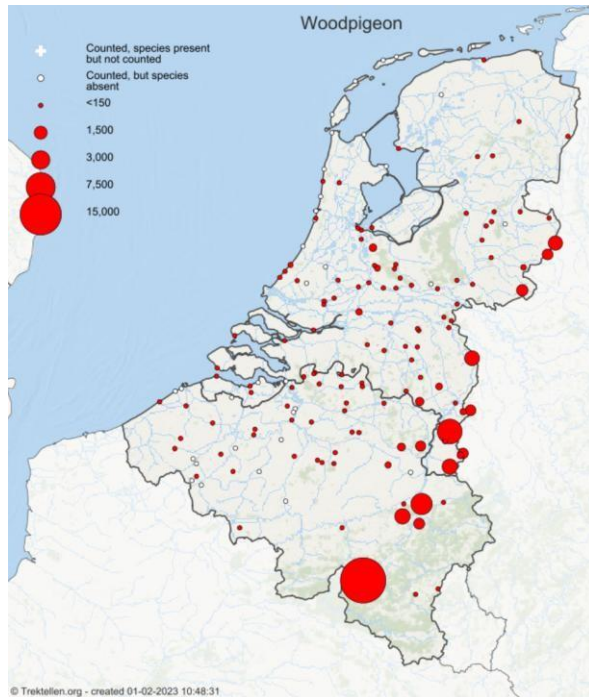 Woodpigeon
Counted, species present
but not counted
Counted, but species
absent
<150
1,500
3,000
7,500
15,000
© Trektellen.org - created 01-02-2023 10:48:31